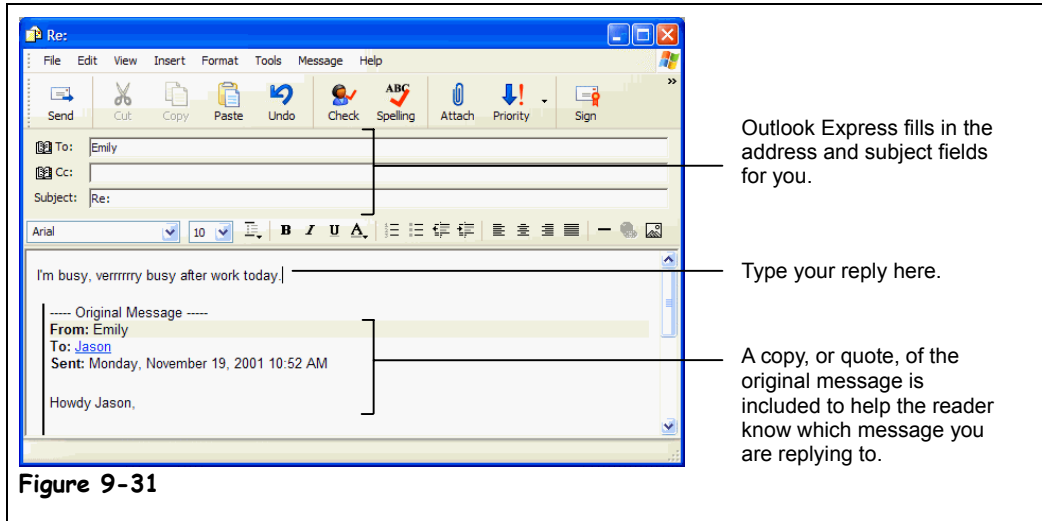 Re:
File Edit View Insert Format Tools Message Help
ABC
»
Send Cut Copy Paste Undo Check Spelling Attach Priority Sign
To: Emily
Cc:
Subject: Re:
Arial 10 B I U A
I'm busy, verrrrrry busy after work today.
----- Original Message -----
From: Emily
To: Jason
Sent: Monday, November 19, 2001 10:52 AM
Howdy Jason,
Outlook Express fills in the
address and subject fields
for you.
Type your reply here.
A copy, or quote, of the
original message is
included to help the reader
know which message you
are replying to.
Figure 9-31